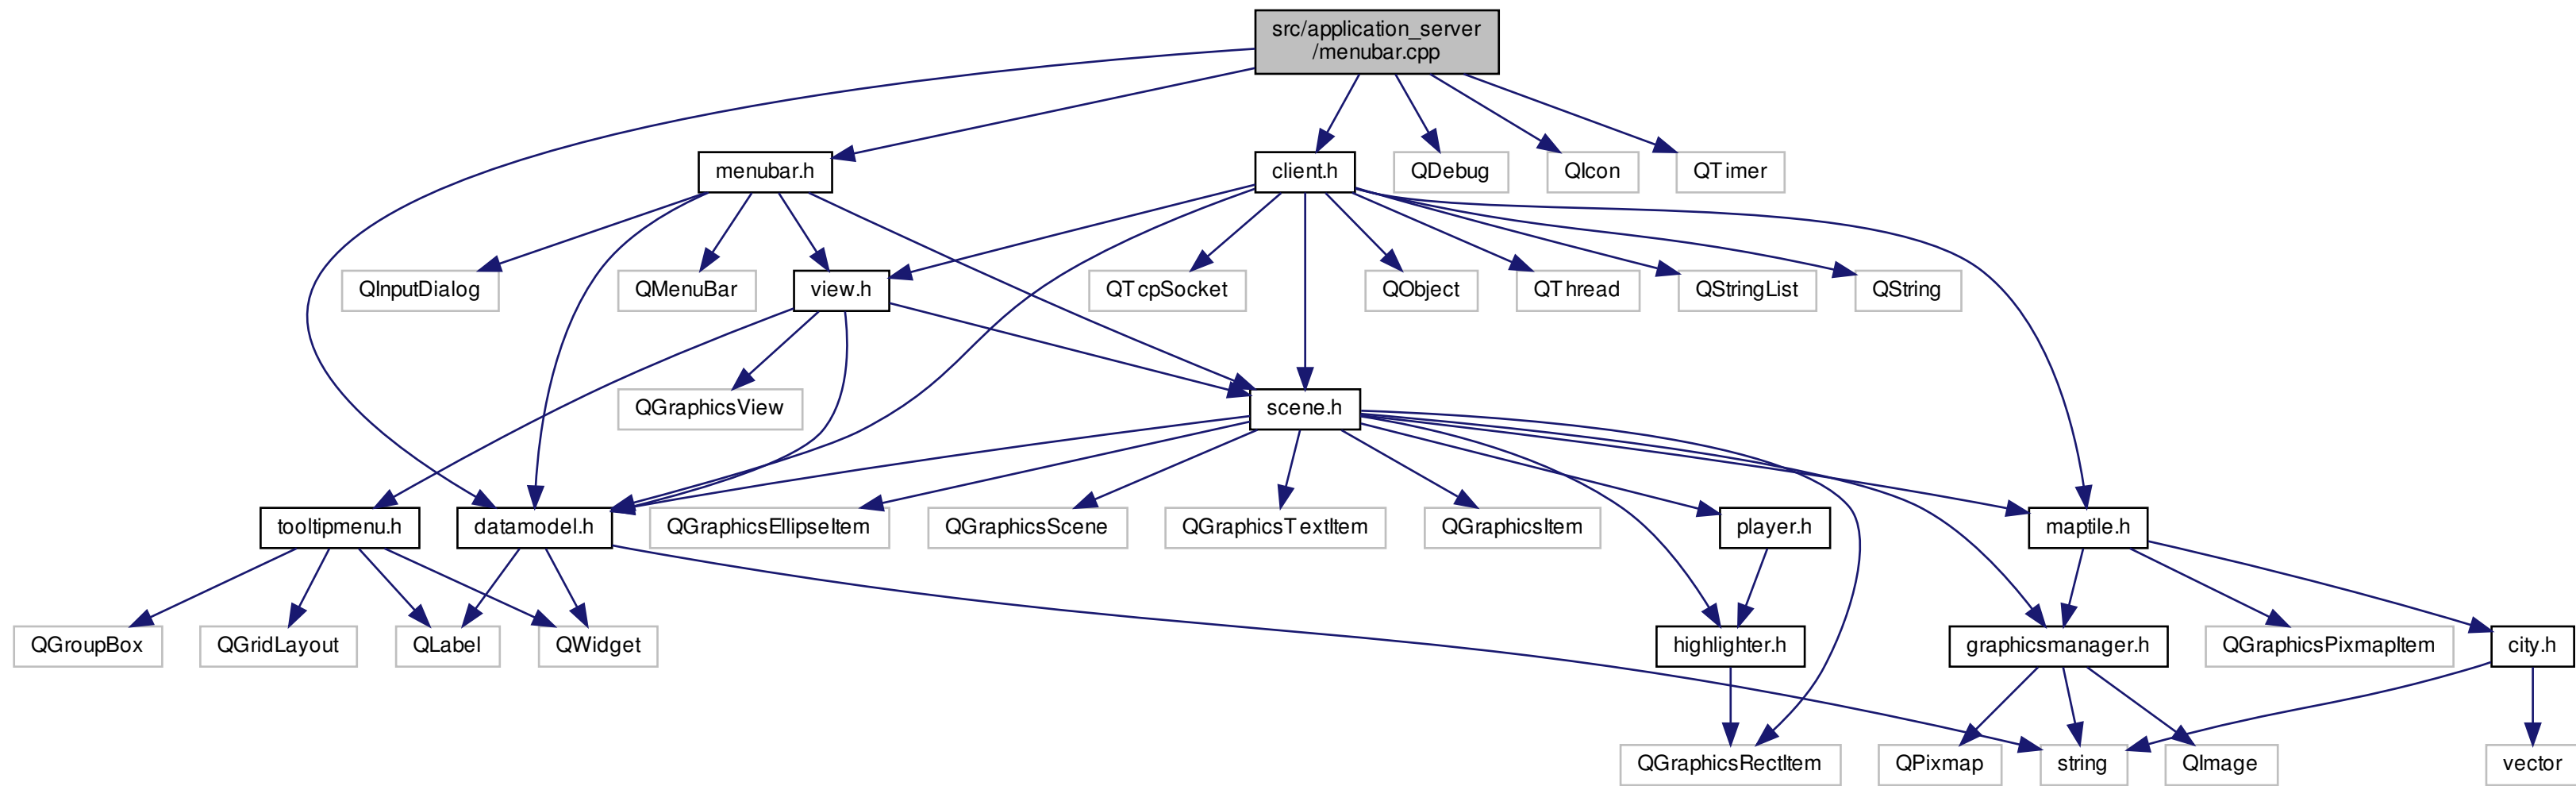 src/application_server
/menubar.cpp
menubar.h
client.h
QDebug
QIcon
QTimer
QInputDialog
QMenuBar
view.h
QTcpSocket
QObject
QThread
QStringList
QString
QGraphicsView
scene.h
tooltipmenu.h
datamodel.h
QGraphicsEllipseItem
QGraphicsScene
QGraphicsTextItem
QGraphicsItem
player.h
maptile.h
QGroupBox
QGridLayout
QLabel
QWidget
highlighter.h
graphicsmanager.h
QGraphicsPixmapItem
city.h
QGraphicsRectItem
QPixmap
string
QImage
vector